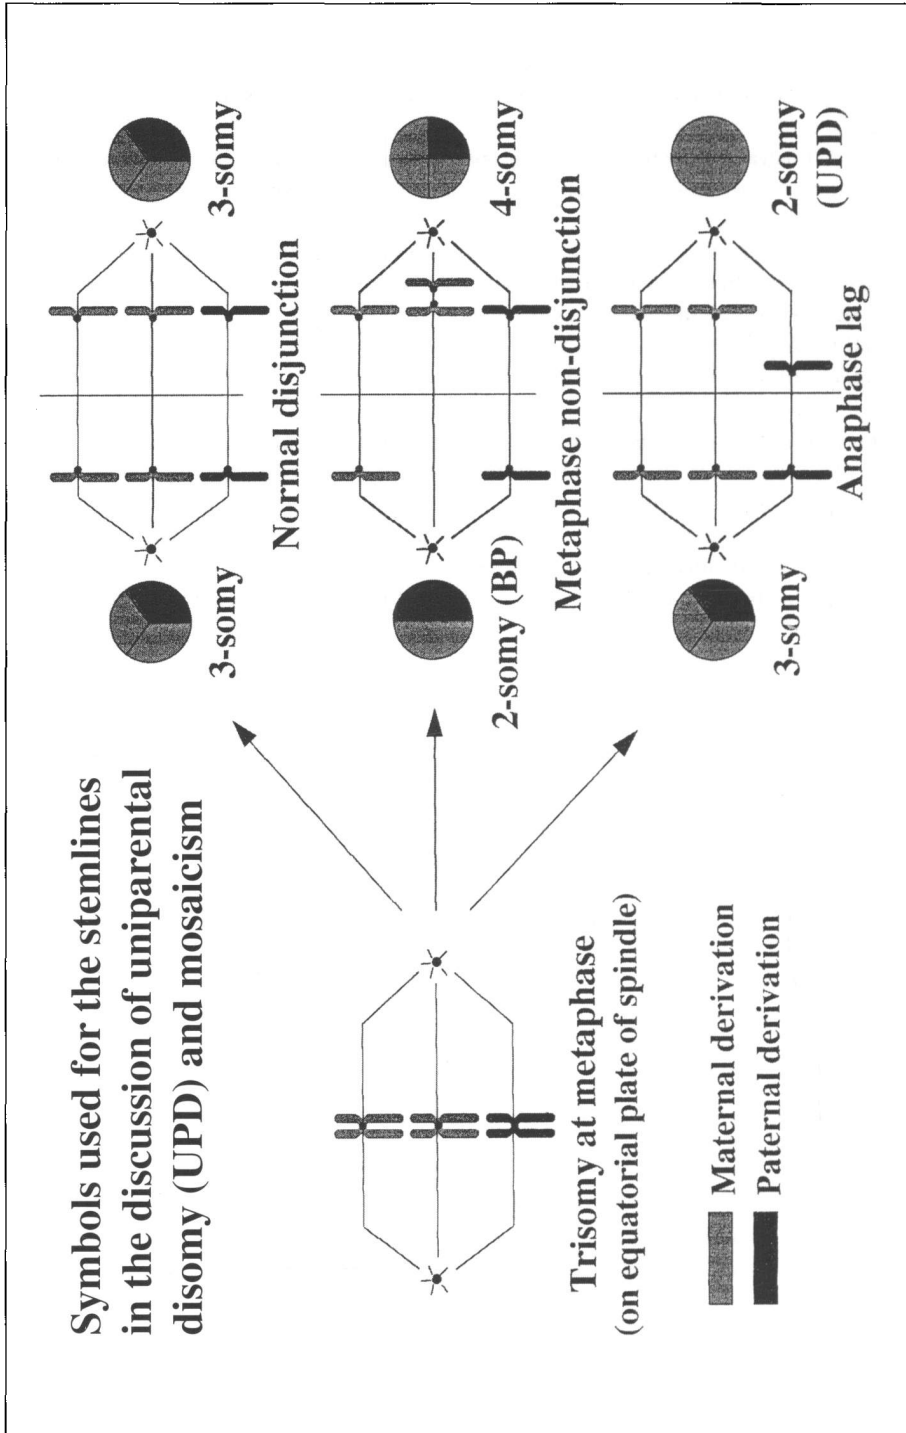 Symbols used for the stemlines
in the discussion of uniparental
disomy (UPD) and mosaicism
Trisomy at metaphase
(on equatorial plate of spindle)
Maternal derivation
Paternal derivation
3-somy
3-somy
Normal disjunction
2-somy (BP)
4-somy
Metaphase non-disjunction
3-somy
2-somy
(UPD)
Anaphase lag